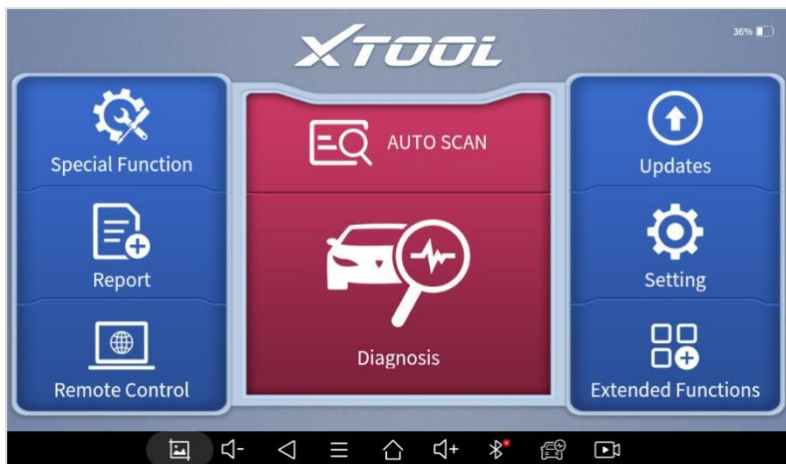 XTOOL
36%
Special Function
AUTO SCAN
Updates
Report
Setting
Diagnosis
Remote Control
Extended Functions